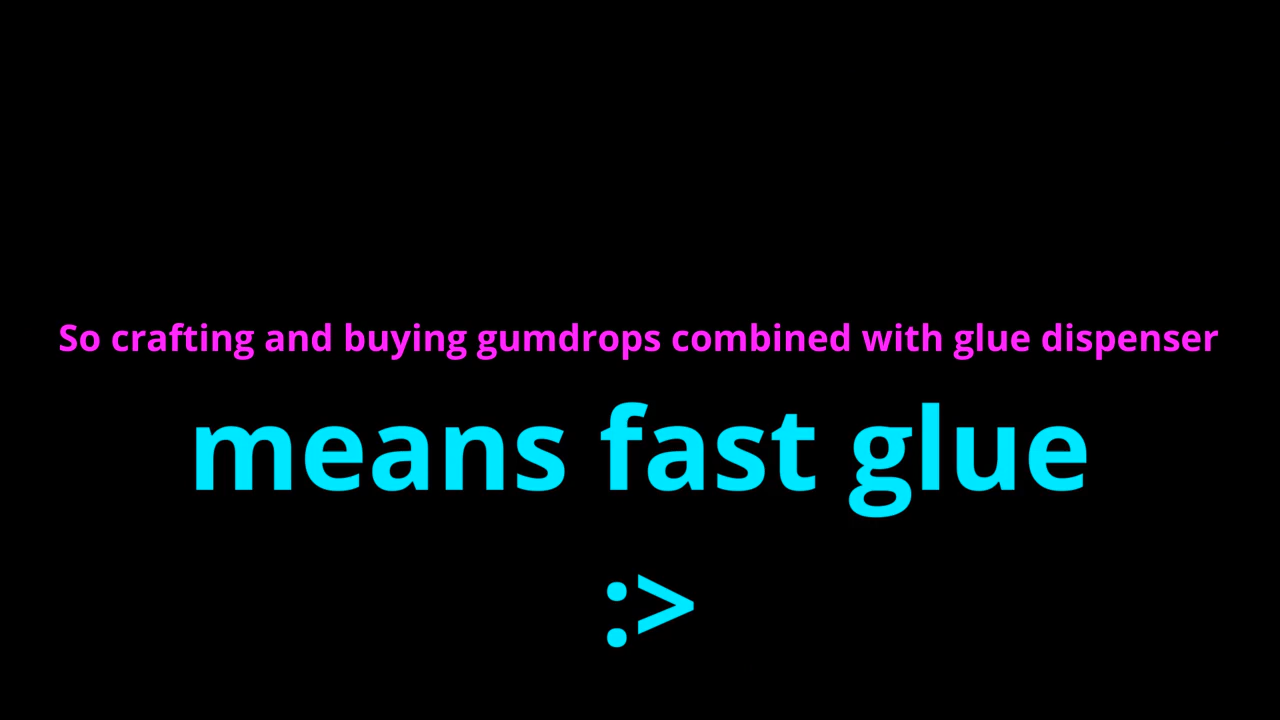 So crafting and buying gumdrops combined with glue dispenser
means fast glue
:>